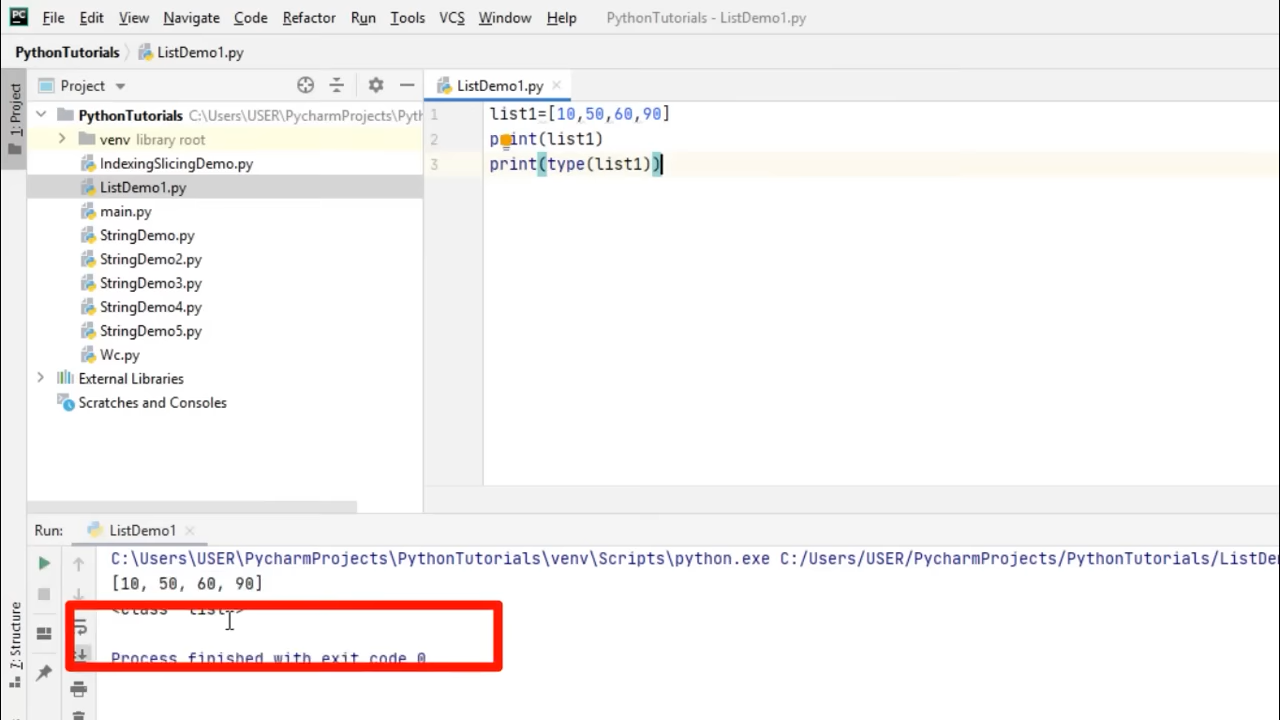 PC File Edit View Navigate Code Refactor Run Tools VCS Window Help PythonTutorials - ListDemo1.py
PythonTutorials ListDemo1.py
1: Project
Project
ListDemo1.py
PythonTutorials C:\Users\USER\PycharmProjects\Pyth
venv library root
IndexingSlicingDemo.py
ListDemo1.py
main.py
StringDemo.py
StringDemo2.py
StringDemo3.py
StringDemo4.py
StringDemo5.py
Wc.py
External Libraries
Scratches and Consoles
1 list1=[10,50,60,90]
2 print(list1)
3 print(type(list1))
Run: ListDemo1
C:\Users\USER\PycharmProjects\PythonTutorials\venv\Scripts\python.exe C:/Users/USER/PycharmProjects/PythonTutorials/ListDe
[10, 50, 60, 90]
<class 'list'>
Process finished with exit code 0
7: Structure